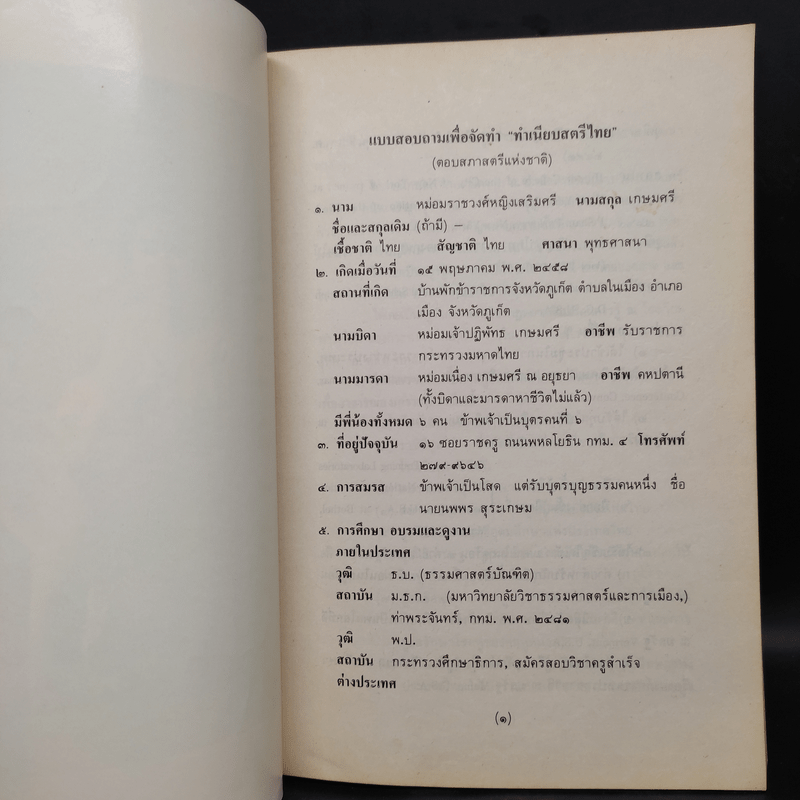 แบบสอบถามเพื่อจัดทำ "ทำเนียบสตรีไทย"
(ตอบสภาสตรีแห่งชาติ)
๑. นาม หม่อมราชวงศ์หญิงเสริมศรี นามสกุล เกษมศรี
ชื่อและสกุลเดิม (ถ้ามี) –
เชื้อชาติ ไทย สัญชาติ ไทย ศาสนา พุทธศาสนา
๒. เกิดเมื่อวันที่ ๑๕ พฤษภาคม พ.ศ. ๒๔๕๘
สถานที่เกิด บ้านพักข้าราชการจังหวัดภูเก็ต ตำบลในเมือง อำเภอ
เมือง จังหวัดภูเก็ต
นามบิดา หม่อมเจ้าปฏิพัทธ เกษมศรี อาชีพ รับราชการ
กระทรวงมหาดไทย
นามมารดา หม่อมเนื่อง เกษมศรี ณ อยุธยา อาชีพ คหปตานี
(ทั้งบิดาและมารดาหาชีวิตไม่แล้ว)
มีพี่น้องทั้งหมด ๖ คน ข้าพเจ้าเป็นบุตรคนที่ ๖
๓. ที่อยู่ปัจจุบัน ๑๖ ซอยราชครู ถนนพหลโยธิน กทม. ๔ โทรศัพท์
๒๗๙-๙๖๔๖
๔. การสมรส ข้าพเจ้าเป็นโสด แต่รับบุตรบุญธรรมคนหนึ่ง ชื่อ
นายนพพร สุระเกษม
๕. การศึกษา อบรมและดูงาน
ภายในประเทศ
วุฒิ ธ.บ. (ธรรมศาสตร์บัณฑิต)
สถาบัน ม.ธ.ก. (มหาวิทยาลัยวิชาธรรมศาสตร์และการเมือง,)
ท่าพระจันทร์, กทม. พ.ศ. ๒๔๘๑
วุฒิ พ.ป.
สถาบัน กระทรวงศึกษาธิการ, สมัครสอบวิชาครูสำเร็จ
ต่างประเทศ
(๑)